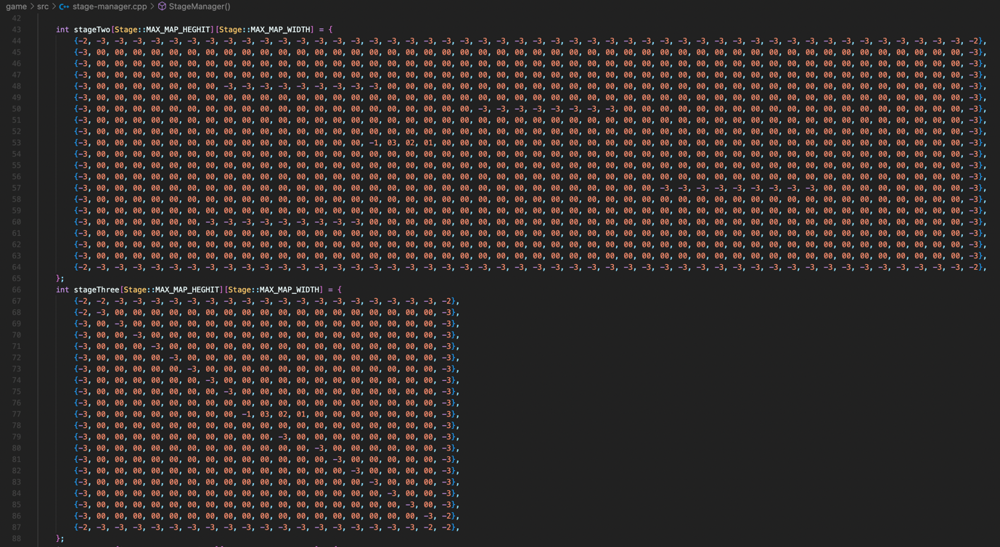 game > src > C++ stage-manager.cpp > StageManager()
42
43 int stageTwo[Stage::MAX_MAP_HEGHIT][Stage::MAX_MAP_WIDTH] = {
44 {-2, -3, -3, -3, -3, -3, -3, -3, -3, -3, -3, -3, -3, -3, -3, -3, -3, -3, -3, -3, -3, -3, -3, -3, -3, -3, -3, -3, -3, -3, -3, -3, -3, -3, -3, -3, -3, -3, -3, -3, -3, -3, -3, -3, -3, -3, -3, -3, -3, -2},
45 {-3, 00, 00, 00, 00, 00, 00, 00, 00, 00, 00, 00, 00, 00, 00, 00, 00, 00, 00, 00, 00, 00, 00, 00, 00, 00, 00, 00, 00, 00, 00, 00, 00, 00, 00, 00, 00, 00, 00, 00, 00, 00, 00, 00, 00, 00, 00, 00, 00, -3},
46 {-3, 00, 00, 00, 00, 00, 00, 00, 00, 00, 00, 00, 00, 00, 00, 00, 00, 00, 00, 00, 00, 00, 00, 00, 00, 00, 00, 00, 00, 00, 00, 00, 00, 00, 00, 00, 00, 00, 00, 00, 00, 00, 00, 00, 00, 00, 00, 00, 00, -3},
47 {-3, 00, 00, 00, 00, 00, 00, 00, 00, 00, 00, 00, 00, 00, 00, 00, 00, 00, 00, 00, 00, 00, 00, 00, 00, 00, 00, 00, 00, 00, 00, 00, 00, 00, 00, 00, 00, 00, 00, 00, 00, 00, 00, 00, 00, 00, 00, 00, 00, -3},
48 {-3, 00, 00, 00, 00, 00, 00, 00, -3, -3, -3, -3, -3, -3, -3, -3, -3, 00, 00, 00, 00, 00, 00, 00, 00, 00, 00, 00, 00, 00, 00, 00, 00, 00, 00, 00, 00, 00, 00, 00, 00, 00, 00, 00, 00, 00, 00, 00, 00, -3},
49 {-3, 00, 00, 00, 00, 00, 00, 00, 00, 00, 00, 00, 00, 00, 00, 00, 00, 00, 00, 00, 00, 00, 00, 00, 00, 00, 00, 00, 00, 00, 00, 00, 00, 00, 00, 00, 00, 00, 00, 00, 00, 00, 00, 00, 00, 00, 00, 00, 00, -3},
50 {-3, 00, 00, 00, 00, 00, 00, 00, 00, 00, 00, 00, 00, 00, 00, 00, 00, 00, 00, 00, 00, 00, -3, -3, -3, -3, -3, -3, -3, -3, 00, 00, 00, 00, 00, 00, 00, 00, 00, 00, 00, 00, 00, 00, 00, 00, 00, 00, 00, -3},
51 {-3, 00, 00, 00, 00, 00, 00, 00, 00, 00, 00, 00, 00, 00, 00, 00, 00, 00, 00, 00, 00, 00, 00, 00, 00, 00, 00, 00, 00, 00, 00, 00, 00, 00, 00, 00, 00, 00, 00, 00, 00, 00, 00, 00, 00, 00, 00, 00, 00, -3},
52 {-3, 00, 00, 00, 00, 00, 00, 00, 00, 00, 00, 00, 00, 00, 00, 00, 00, 00, 00, 00, 00, 00, 00, 00, 00, 00, 00, 00, 00, 00, 00, 00, 00, 00, 00, 00, 00, 00, 00, 00, 00, 00, 00, 00, 00, 00, 00, 00, 00, -3},
53 {-3, 00, 00, 00, 00, 00, 00, 00, 00, 00, 00, 00, 00, 00, 00, 00, -1, 03, 02, 01, 00, 00, 00, 00, 00, 00, 00, 00, 00, 00, 00, 00, 00, 00, 00, 00, 00, 00, 00, 00, 00, 00, 00, 00, 00, 00, 00, 00, 00, -3},
54 {-3, 00, 00, 00, 00, 00, 00, 00, 00, 00, 00, 00, 00, 00, 00, 00, 00, 00, 00, 00, 00, 00, 00, 00, 00, 00, 00, 00, 00, 00, 00, 00, 00, 00, 00, 00, 00, 00, 00, 00, 00, 00, 00, 00, 00, 00, 00, 00, 00, -3},
55 {-3, 00, 00, 00, 00, 00, 00, 00, 00, 00, 00, 00, 00, 00, 00, 00, 00, 00, 00, 00, 00, 00, 00, 00, 00, 00, 00, 00, 00, 00, 00, 00, 00, 00, 00, 00, 00, 00, 00, 00, 00, 00, 00, 00, 00, 00, 00, 00, 00, -3},
56 {-3, 00, 00, 00, 00, 00, 00, 00, 00, 00, 00, 00, 00, 00, 00, 00, 00, 00, 00, 00, 00, 00, 00, 00, 00, 00, 00, 00, 00, 00, 00, 00, 00, 00, 00, 00, 00, 00, 00, 00, 00, 00, 00, 00, 00, 00, 00, 00, 00, -3},
57 {-3, 00, 00, 00, 00, 00, 00, 00, 00, 00, 00, 00, 00, 00, 00, 00, 00, 00, 00, 00, 00, 00, 00, 00, 00, 00, 00, 00, 00, 00, 00, 00, -3, -3, -3, -3, -3, -3, -3, -3, -3, 00, 00, 00, 00, 00, 00, 00, 00, -3},
58 {-3, 00, 00, 00, 00, 00, 00, 00, 00, 00, 00, 00, 00, 00, 00, 00, 00, 00, 00, 00, 00, 00, 00, 00, 00, 00, 00, 00, 00, 00, 00, 00, 00, 00, 00, 00, 00, 00, 00, 00, 00, 00, 00, 00, 00, 00, 00, 00, 00, -3},
59 {-3, 00, 00, 00, 00, 00, 00, 00, 00, 00, 00, 00, 00, 00, 00, 00, 00, 00, 00, 00, 00, 00, 00, 00, 00, 00, 00, 00, 00, 00, 00, 00, 00, 00, 00, 00, 00, 00, 00, 00, 00, 00, 00, 00, 00, 00, 00, 00, 00, -3},
60 {-3, 00, 00, 00, 00, 00, 00, -3, -3, -3, -3, -3, -3, -3, -3, -3, 00, 00, 00, 00, 00, 00, 00, 00, 00, 00, 00, 00, 00, 00, 00, 00, 00, 00, 00, 00, 00, 00, 00, 00, 00, 00, 00, 00, 00, 00, 00, 00, 00, -3},
61 {-3, 00, 00, 00, 00, 00, 00, 00, 00, 00, 00, 00, 00, 00, 00, 00, 00, 00, 00, 00, 00, 00, 00, 00, 00, 00, 00, 00, 00, 00, 00, 00, 00, 00, 00, 00, 00, 00, 00, 00, 00, 00, 00, 00, 00, 00, 00, 00, 00, -3},
62 {-3, 00, 00, 00, 00, 00, 00, 00, 00, 00, 00, 00, 00, 00, 00, 00, 00, 00, 00, 00, 00, 00, 00, 00, 00, 00, 00, 00, 00, 00, 00, 00, 00, 00, 00, 00, 00, 00, 00, 00, 00, 00, 00, 00, 00, 00, 00, 00, 00, -3},
63 {-3, 00, 00, 00, 00, 00, 00, 00, 00, 00, 00, 00, 00, 00, 00, 00, 00, 00, 00, 00, 00, 00, 00, 00, 00, 00, 00, 00, 00, 00, 00, 00, 00, 00, 00, 00, 00, 00, 00, 00, 00, 00, 00, 00, 00, 00, 00, 00, 00, -3},
64 {-2, -3, -3, -3, -3, -3, -3, -3, -3, -3, -3, -3, -3, -3, -3, -3, -3, -3, -3, -3, -3, -3, -3, -3, -3, -3, -3, -3, -3, -3, -3, -3, -3, -3, -3, -3, -3, -3, -3, -3, -3, -3, -3, -3, -3, -3, -3, -3, -3, -2},
65 };
66 int stageThree[Stage::MAX_MAP_HEGHIT][Stage::MAX_MAP_WIDTH] = {
67 {-2, -2, -3, -3, -3, -3, -3, -3, -3, -3, -3, -3, -3, -3, -3, -3, -3, -3, -3, -3, -2},
68 {-2, -3, 00, 00, 00, 00, 00, 00, 00, 00, 00, 00, 00, 00, 00, 00, 00, 00, 00, 00, -3},
69 {-3, 00, -3, 00, 00, 00, 00, 00, 00, 00, 00, 00, 00, 00, 00, 00, 00, 00, 00, 00, -3},
70 {-3, 00, 00, -3, 00, 00, 00, 00, 00, 00, 00, 00, 00, 00, 00, 00, 00, 00, 00, 00, -3},
71 {-3, 00, 00, 00, -3, 00, 00, 00, 00, 00, 00, 00, 00, 00, 00, 00, 00, 00, 00, 00, -3},
72 {-3, 00, 00, 00, 00, -3, 00, 00, 00, 00, 00, 00, 00, 00, 00, 00, 00, 00, 00, 00, -3},
73 {-3, 00, 00, 00, 00, 00, -3, 00, 00, 00, 00, 00, 00, 00, 00, 00, 00, 00, 00, 00, -3},
74 {-3, 00, 00, 00, 00, 00, 00, -3, 00, 00, 00, 00, 00, 00, 00, 00, 00, 00, 00, 00, -3},
75 {-3, 00, 00, 00, 00, 00, 00, 00, -3, 00, 00, 00, 00, 00, 00, 00, 00, 00, 00, 00, -3},
76 {-3, 00, 00, 00, 00, 00, 00, 00, 00, 00, 00, 00, 00, 00, 00, 00, 00, 00, 00, 00, -3},
77 {-3, 00, 00, 00, 00, 00, 00, 00, 00, -1, 03, 02, 01, 00, 00, 00, 00, 00, 00, 00, -3},
78 {-3, 00, 00, 00, 00, 00, 00, 00, 00, 00, 00, 00, 00, 00, 00, 00, 00, 00, 00, 00, -3},
79 {-3, 00, 00, 00, 00, 00, 00, 00, 00, 00, 00, -3, 00, 00, 00, 00, 00, 00, 00, 00, -3},
80 {-3, 00, 00, 00, 00, 00, 00, 00, 00, 00, 00, 00, 00, -3, 00, 00, 00, 00, 00, 00, -3},
81 {-3, 00, 00, 00, 00, 00, 00, 00, 00, 00, 00, 00, 00, 00, -3, 00, 00, 00, 00, 00, -3},
82 {-3, 00, 00, 00, 00, 00, 00, 00, 00, 00, 00, 00, 00, 00, 00, -3, 00, 00, 00, 00, -3},
83 {-3, 00, 00, 00, 00, 00, 00, 00, 00, 00, 00, 00, 00, 00, 00, 00, -3, 00, 00, 00, -3},
84 {-3, 00, 00, 00, 00, 00, 00, 00, 00, 00, 00, 00, 00, 00, 00, 00, 00, -3, 00, 00, -3},
85 {-3, 00, 00, 00, 00, 00, 00, 00, 00, 00, 00, 00, 00, 00, 00, 00, 00, 00, -3, 00, -3},
86 {-3, 00, 00, 00, 00, 00, 00, 00, 00, 00, 00, 00, 00, 00, 00, 00, 00, 00, 00, -3, -2},
87 {-2, -3, -3, -3, -3, -3, -3, -3, -3, -3, -3, -3, -3, -3, -3, -3, -3, -3, -3, -2, -2},
88 };